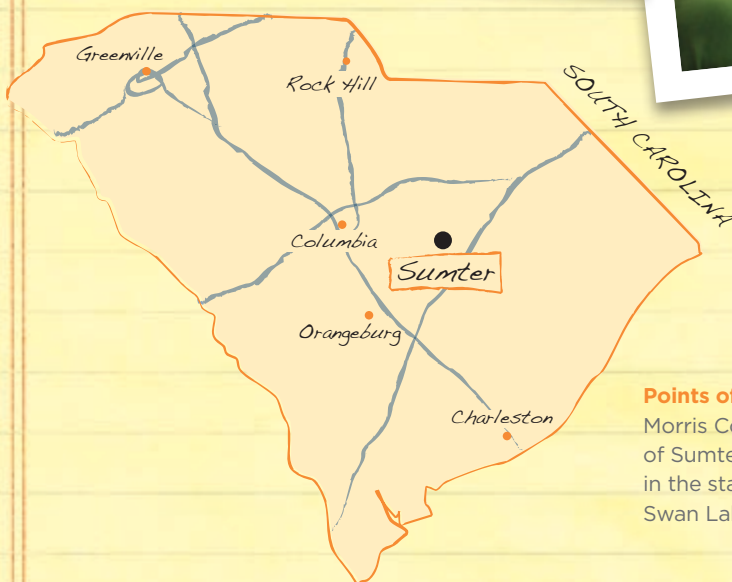 Greenville
Rock Hill
SOUTH CAROLINA
Columbia
Sumter
Orangeburg
Charleston
Points of
Morris Co
of Sumte
in the sta
Swan La